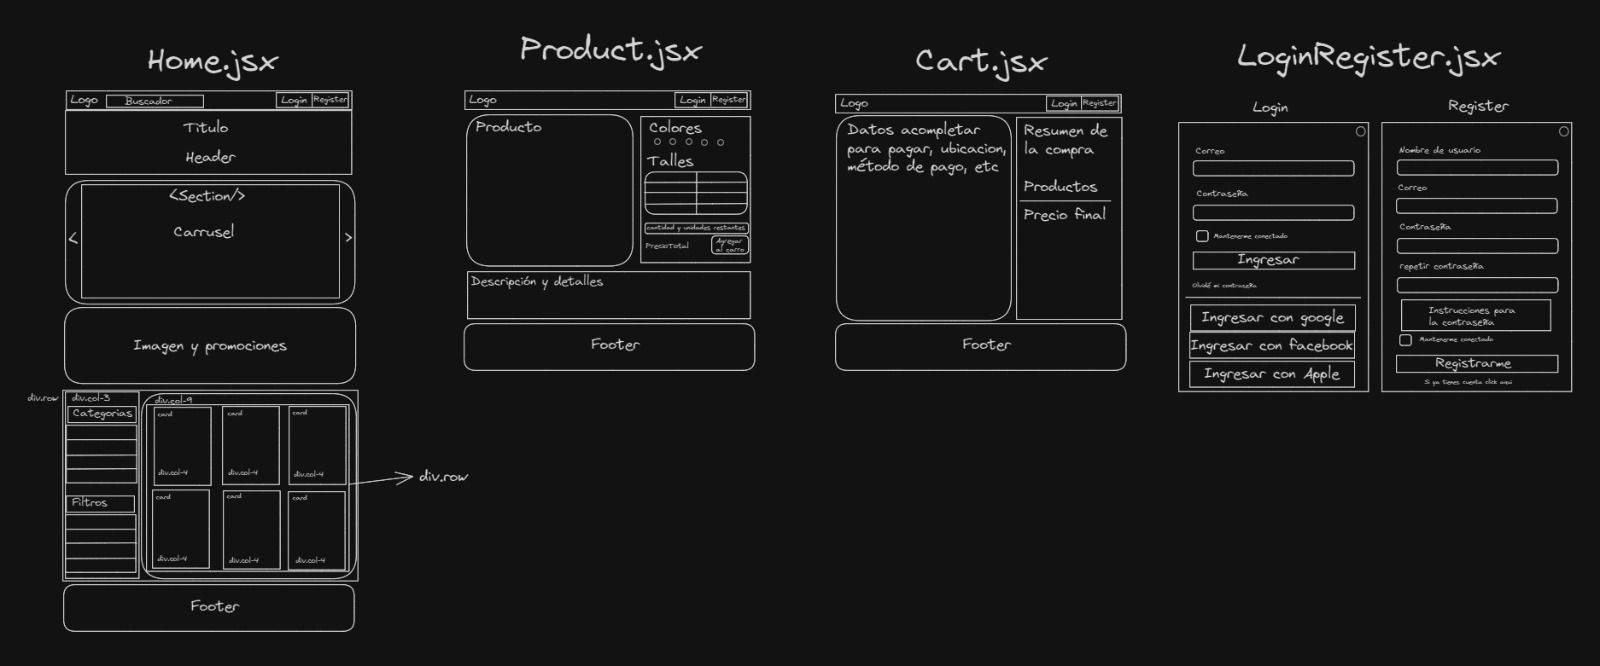 Home.jsx
Logo
Buscador
Login
Register
Titulo
Header
<Section/>
Carrusel
<
>
Imagen y promociones
div.row
div.col-3
Categorias
Filtros
div.col-9
card
div.col-4
card
div.col-4
card
div.col-4
card
div.col-4
card
div.col-4
card
div.col-4
div.row
Footer
Product.jsx
Logo
Login
Register
Producto
Colores
Talles
cantidad y unidades restantes
PrecioTotal
Agregar
al carro
Descripción y detalles
Footer
Cart.jsx
Logo
Login
Register
Datos acompletar
para pagar, ubicacion,
método de pago, etc
Resumen de
la compra
Productos
Precio final
Footer
LoginRegister.jsx
Login
Correo
Contraseña
Mantenerme conectado
Ingresar
Olvidé mi contraseña
Ingresar con google
Ingresar con facebook
Ingresar con Apple
Register
Nombre de usuario
Correo
Contraseña
repetir contraseña
Instrucciones para
la contraseña
Mantenerme conectado
Registrarme
Si ya tienes cuenta click aqui